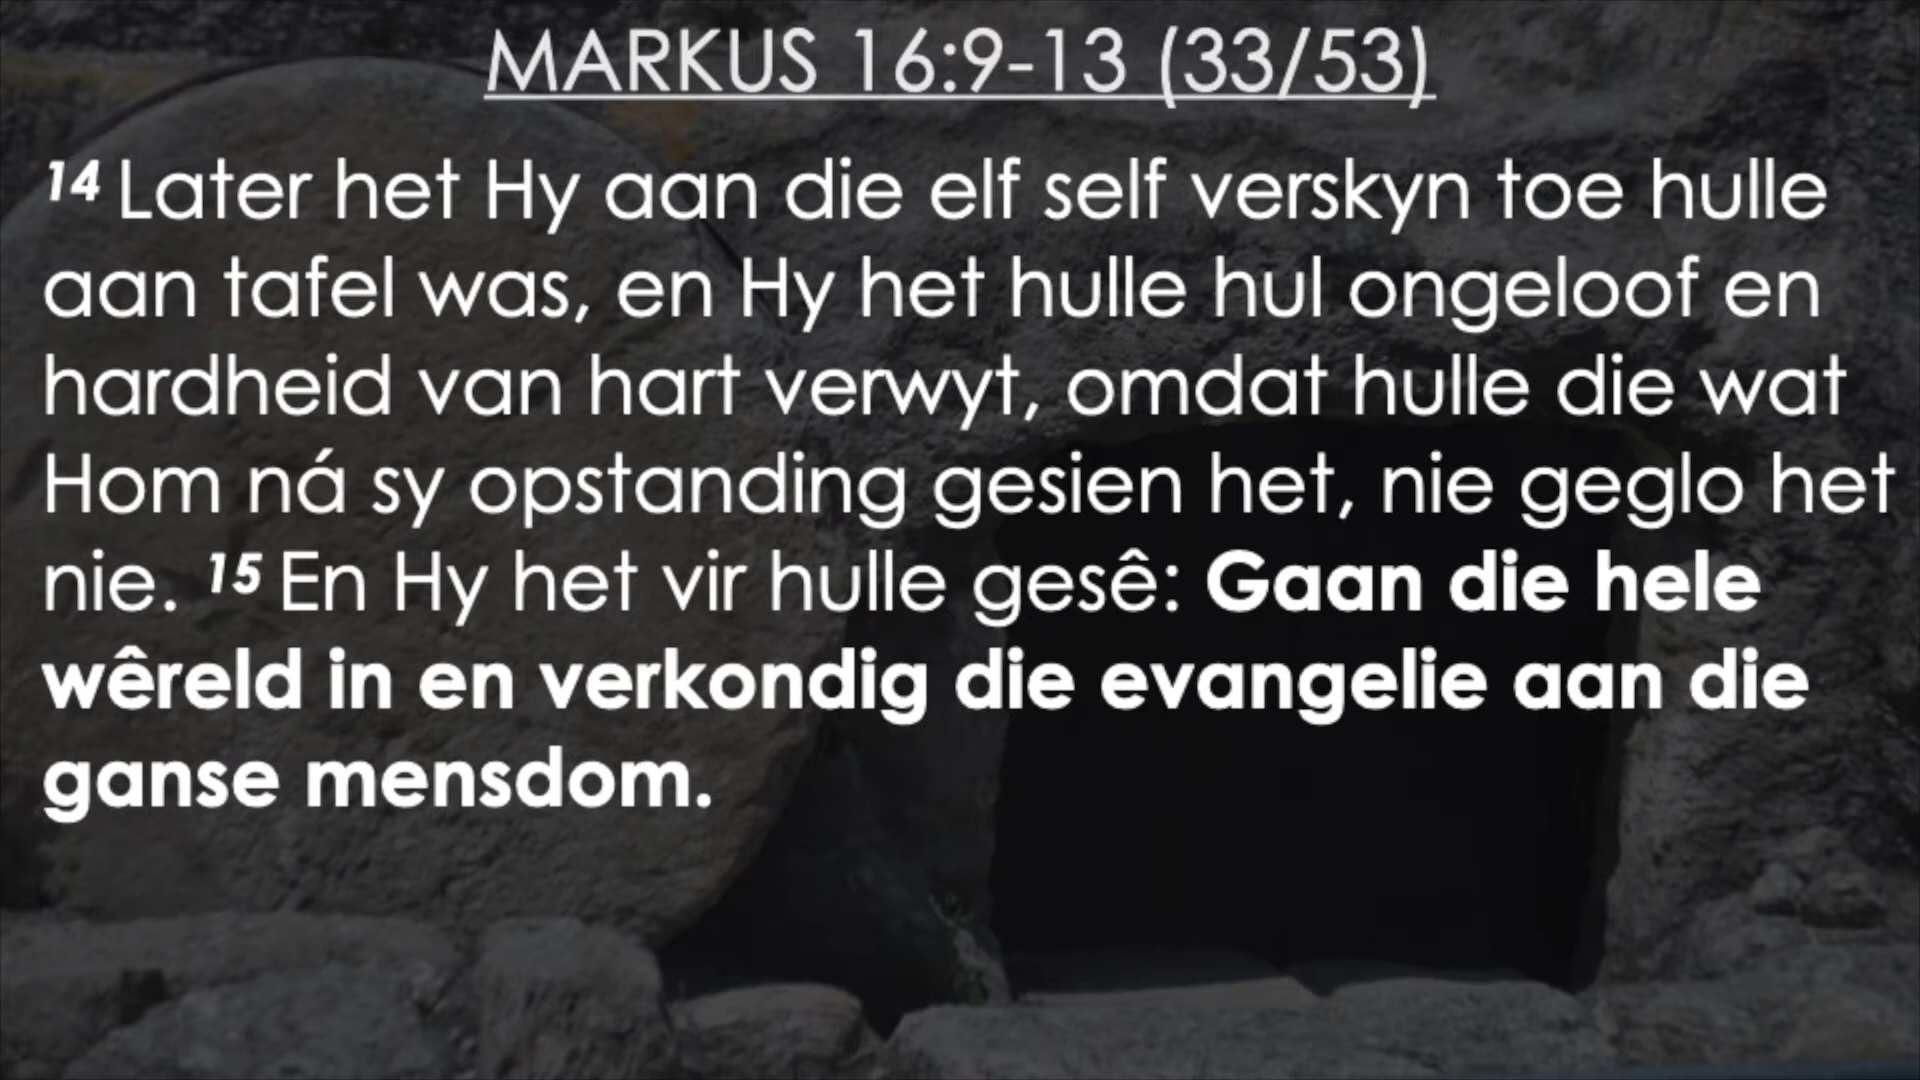 MARKUS 16:9-13 (33/53)
14 Later het Hy aan die elf self verskyn toe hulle
aan tafel was, en Hy het hulle hul ongeloof en
hardheid van hart verwyt, omdat hulle die wat
Hom ná sy opstanding gesien het, nie geglo het
nie. 15 En Hy het vir hulle gesê: Gaan die hele
wêreld in en verkondig die evangelie aan die
ganse mensdom.